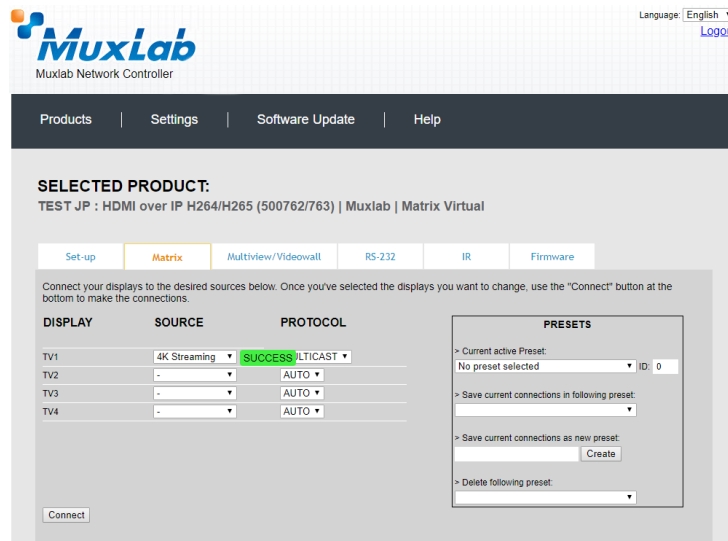 Language: English
MuxLab
Muxlab Network Controller
Products | Settings | Software Update | Help
SELECTED PRODUCT:
TEST JP : HDMI over IP H264/H265 (500762/763) | Muxlab | Matrix Virtual
Set-up Matrix Multiview/Videowall RS-232 IR Firmware
Connect your displays to the desired sources below. Once you've selected the displays you want to change, use the "Connect" button at the
bottom to make the connections.
DISPLAY SOURCE PROTOCOL
TV1 4K Streaming SUCCESS
TV2 - AUTO
TV3 - AUTO
TV4 - AUTO
Connect
PRESETS
> Current active Preset:
No preset selected ID: 0
> Save current connections in following preset:
> Save current connections as new preset:
Create
> Delete following preset: